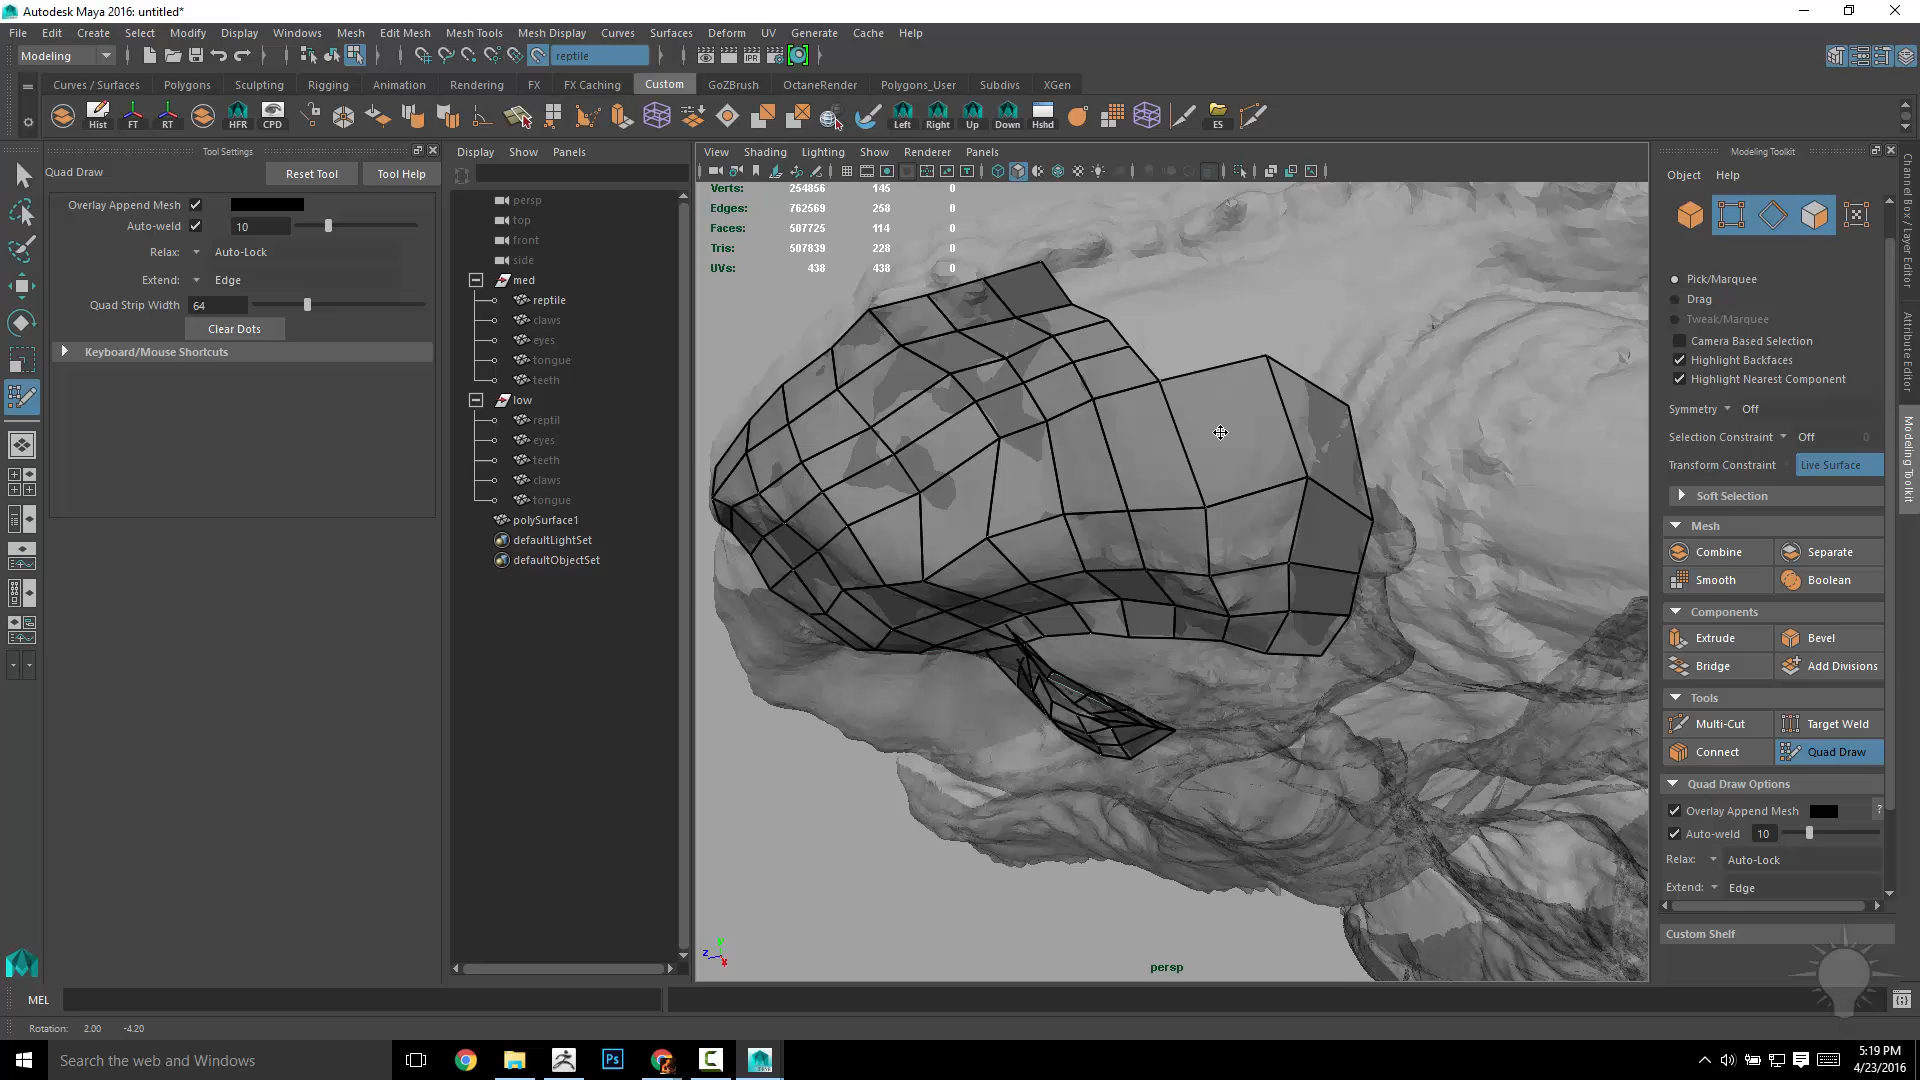 Autodesk Maya 2016: untitled*
File Edit Create Select Modify Display Windows Mesh Edit Mesh Mesh Tools Mesh Display Curves Surfaces Deform UV Generate Cache Help
Modeling reptile
Curves / Surfaces Polygons Sculpting Rigging Animation Rendering FX FX Caching Custom GoZBrush OctaneRender Polygons_User Subdivs XGen
Hist FT RT HFR CPD Left Right Up Down Hshd ES
Tool Settings
Quad Draw Reset Tool Tool Help
Overlay Append Mesh
Auto-weld 10
Relax: Auto-Lock
Extend: Edge
Quad Strip Width 64
Clear Dots
Keyboard/Mouse Shortcuts
Display Show Panels
persp
top
front
side
med
reptile
claws
eyes
tongue
teeth
low
reptil
eyes
teeth
claws
tongue
polySurface1
defaultLightSet
defaultObjectSet
View Shading Lighting Show Renderer Panels
Verts: 254856 145 0
Edges: 762569 258 0
Faces: 507725 114 0
Tris: 507839 228 0
UVs: 438 438 0
persp
y
z
x
Modeling Toolkit
Object Help
Pick/Marquee
Drag
Tweak/Marquee
Camera Based Selection
Highlight Backfaces
Highlight Nearest Component
Symmetry Off
Selection Constraint Off 0
Transform Constraint Live Surface
Soft Selection
Mesh
Combine Separate
Smooth Boolean
Components
Extrude Bevel
Bridge Add Divisions
Tools
Multi-Cut Target Weld
Connect Quad Draw
Quad Draw Options
Overlay Append Mesh ?
Auto-weld 10
Relax: Auto-Lock
Extend: Edge
Custom Shelf
Channel Box / Layer Editor
Attribute Editor
Modeling Toolkit
MEL
Rotation: 2.00 -4.20
Search the web and Windows
Ps
5:19 PM
4/23/2016